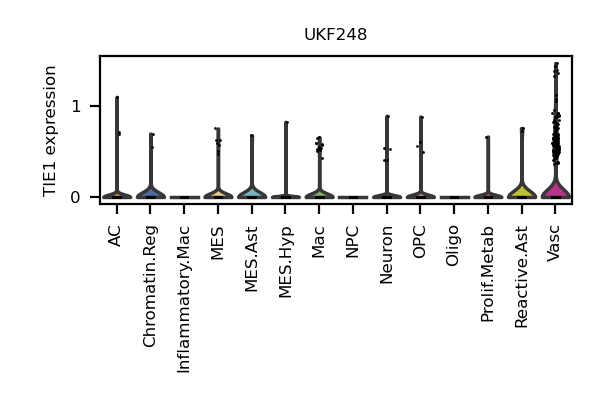 UKF248
TIE1 expression
1
0
AC
Chromatin.Reg
Inflammatory.Mac
MES
MES.Ast
MES.Hyp
Mac
NPC
Neuron
OPC
Oligo
Prolif.Metab
Reactive.Ast
Vasc